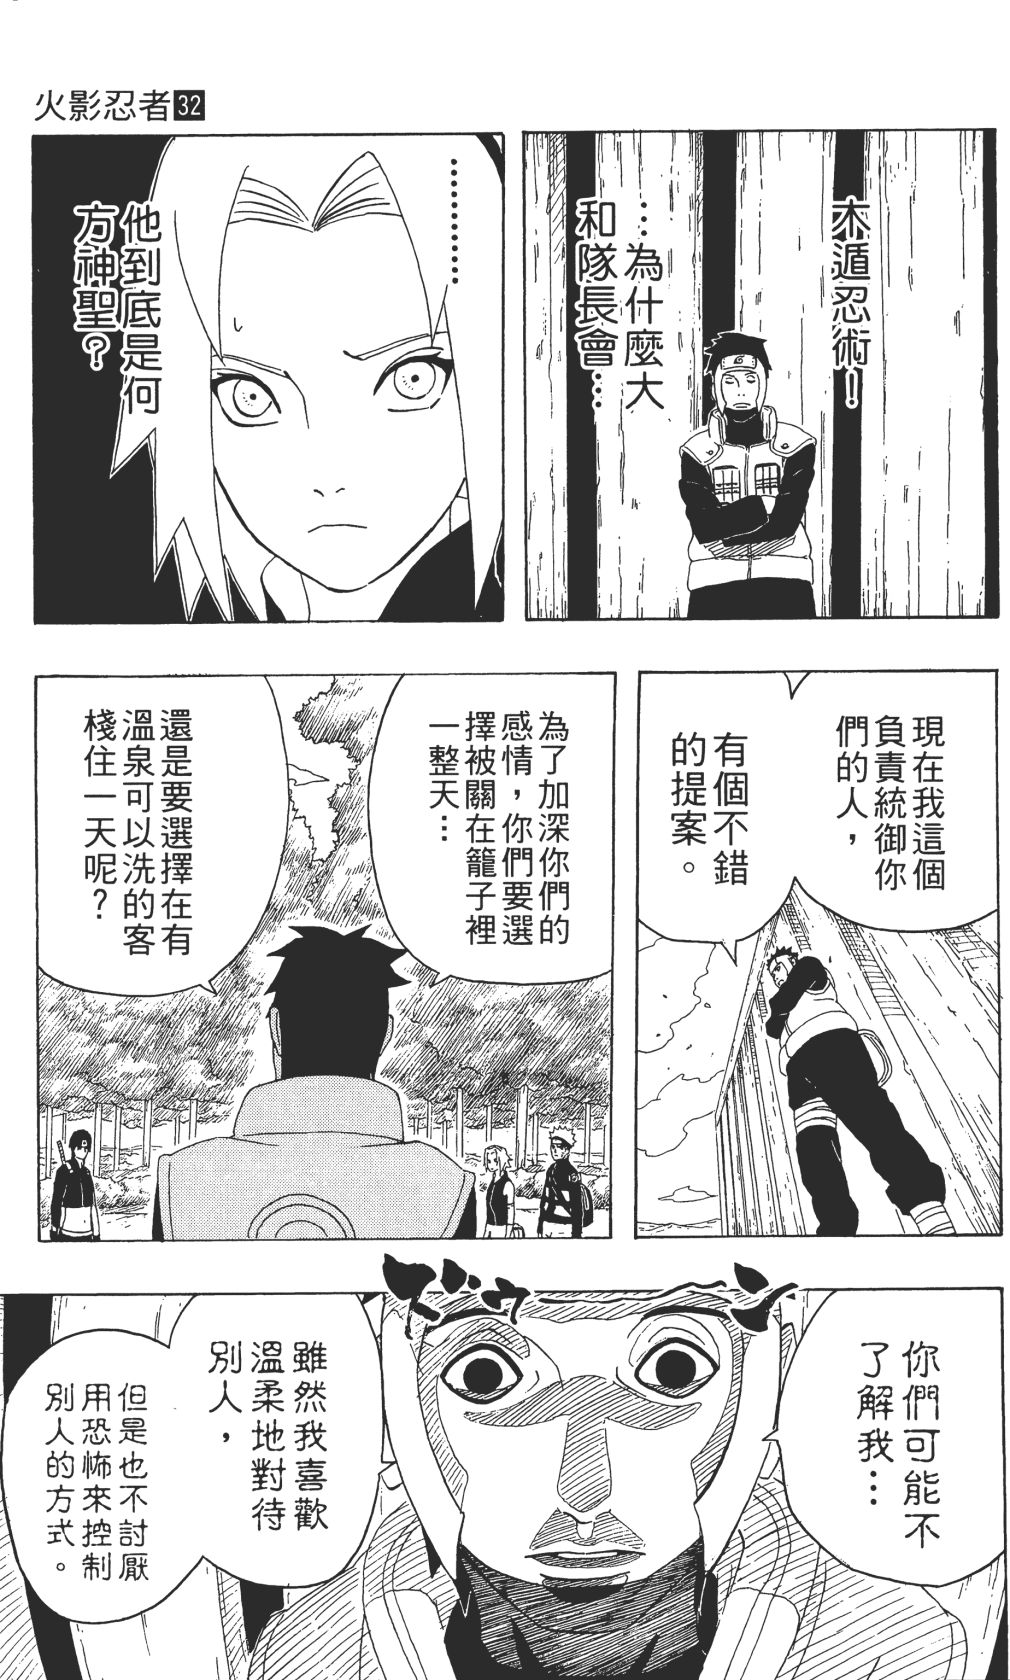 火影忍者32
木遁忍術！
…為什麼大
和隊長會…
…………
他到底是何
方神聖？
現在我這個
負責統御你
們的人，
有個不錯
的提案。
為了加深你們的
感情，你們要選
擇被關在籠子裡
一整天…
還是要選擇在有
溫泉可以洗的客
棧住一天呢？
你們可能不
了解我…
雖然我喜歡
溫柔地對待
別人，
但是也不討厭
用恐怖來控制
別人的方式。